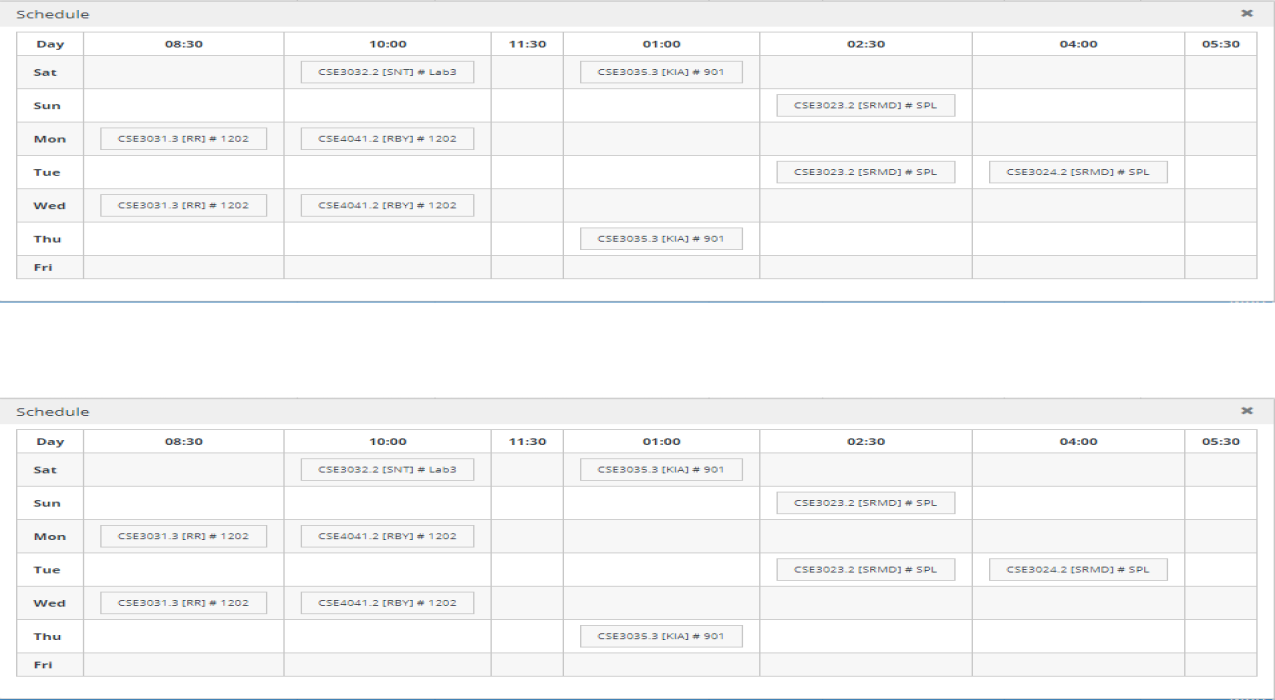 Schedule ✖
Day 08:30 10:00 11:30 01:00 02:30 04:00 05:30
Sat CSE3032.2 [SNT] # Lab3 CSE3035.3 [KIA] # 901
Sun CSE3023.2 [SRMD] # SPL
Mon CSE3031.3 [RR] # 1202 CSE4041.2 [RBY] # 1202
Tue CSE3023.2 [SRMD] # SPL CSE3024.2 [SRMD] # SPL
Wed CSE3031.3 [RR] # 1202 CSE4041.2 [RBY] # 1202
Thu CSE3035.3 [KIA] # 901
Fri
Schedule ✖
Day 08:30 10:00 11:30 01:00 02:30 04:00 05:30
Sat CSE3032.2 [SNT] # Lab3 CSE3035.3 [KIA] # 901
Sun CSE3023.2 [SRMD] # SPL
Mon CSE3031.3 [RR] # 1202 CSE4041.2 [RBY] # 1202
Tue CSE3023.2 [SRMD] # SPL CSE3024.2 [SRMD] # SPL
Wed CSE3031.3 [RR] # 1202 CSE4041.2 [RBY] # 1202
Thu CSE3035.3 [KIA] # 901
Fri